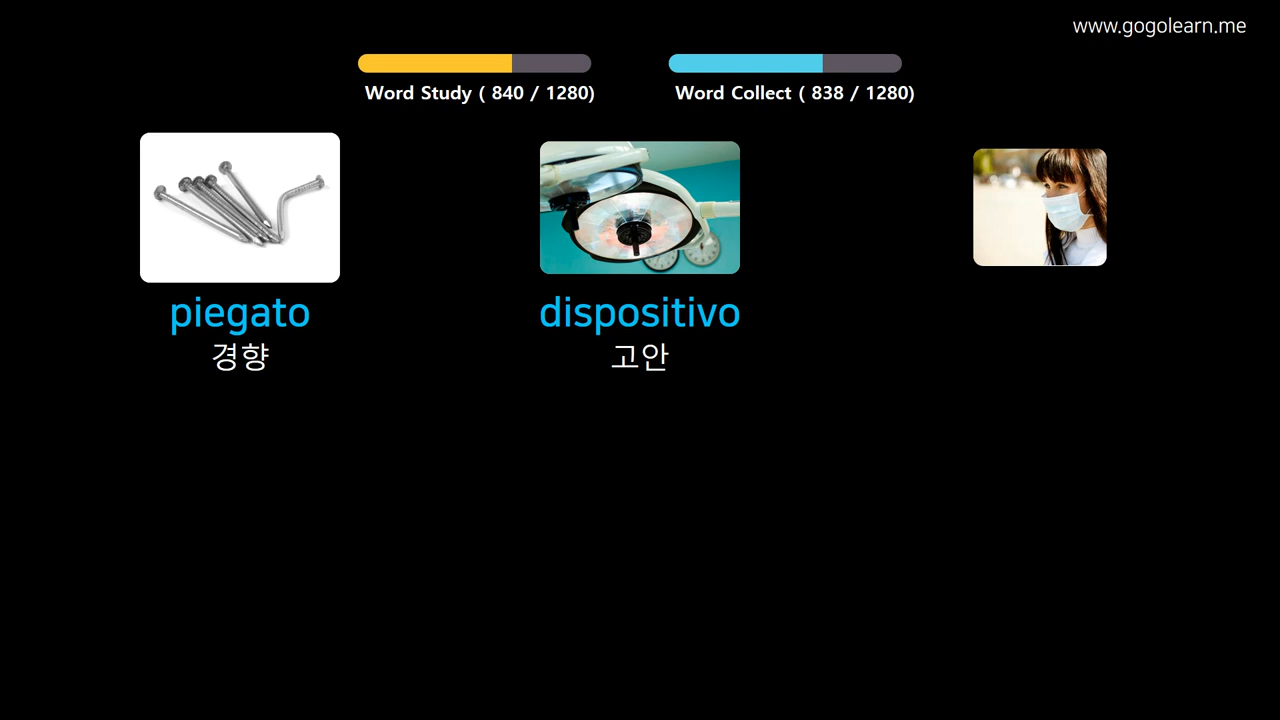 www.gogolearn.me
Word Study ( 840 / 1280)
Word Collect ( 838 / 1280)
piegato
경향
dispositivo
고안